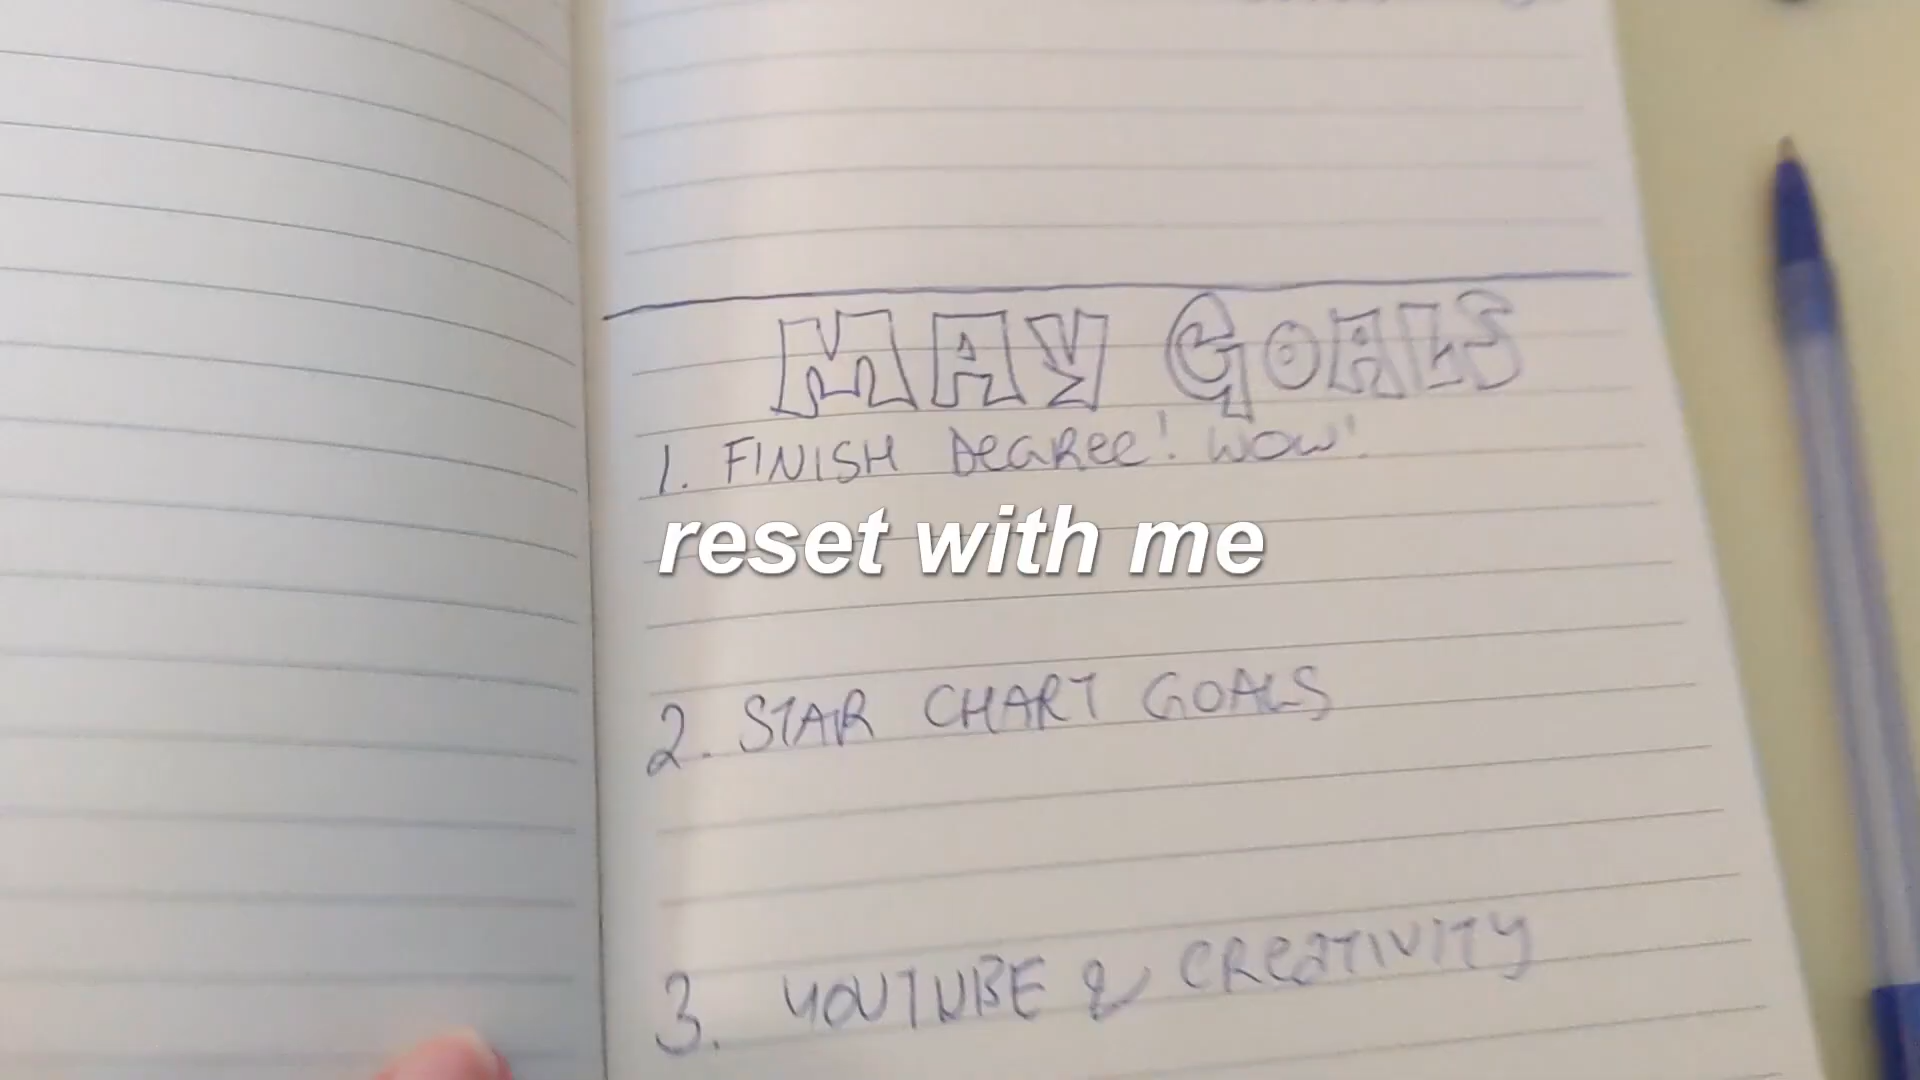 MAY GOALS
1. FINISH DEGREE! WOW!
reset with me
2. STAR CHART GOALS
3. YOUTUBE & CREATIVITY